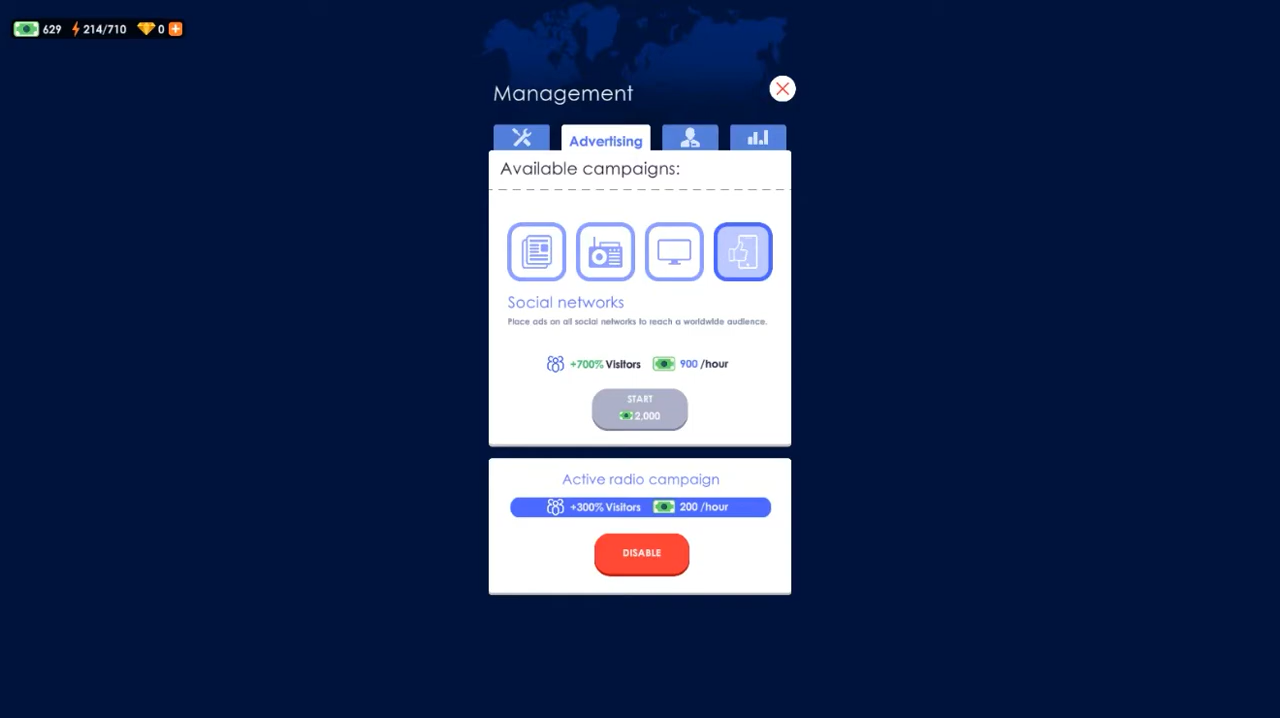 629 214/710 0
Management
Advertising
Available campaigns:
Social networks
Place ads on all social networks to reach a worldwide audience.
+700% Visitors 900 /hour
START
2,000
Active radio campaign
+300% Visitors 200 /hour
DISABLE